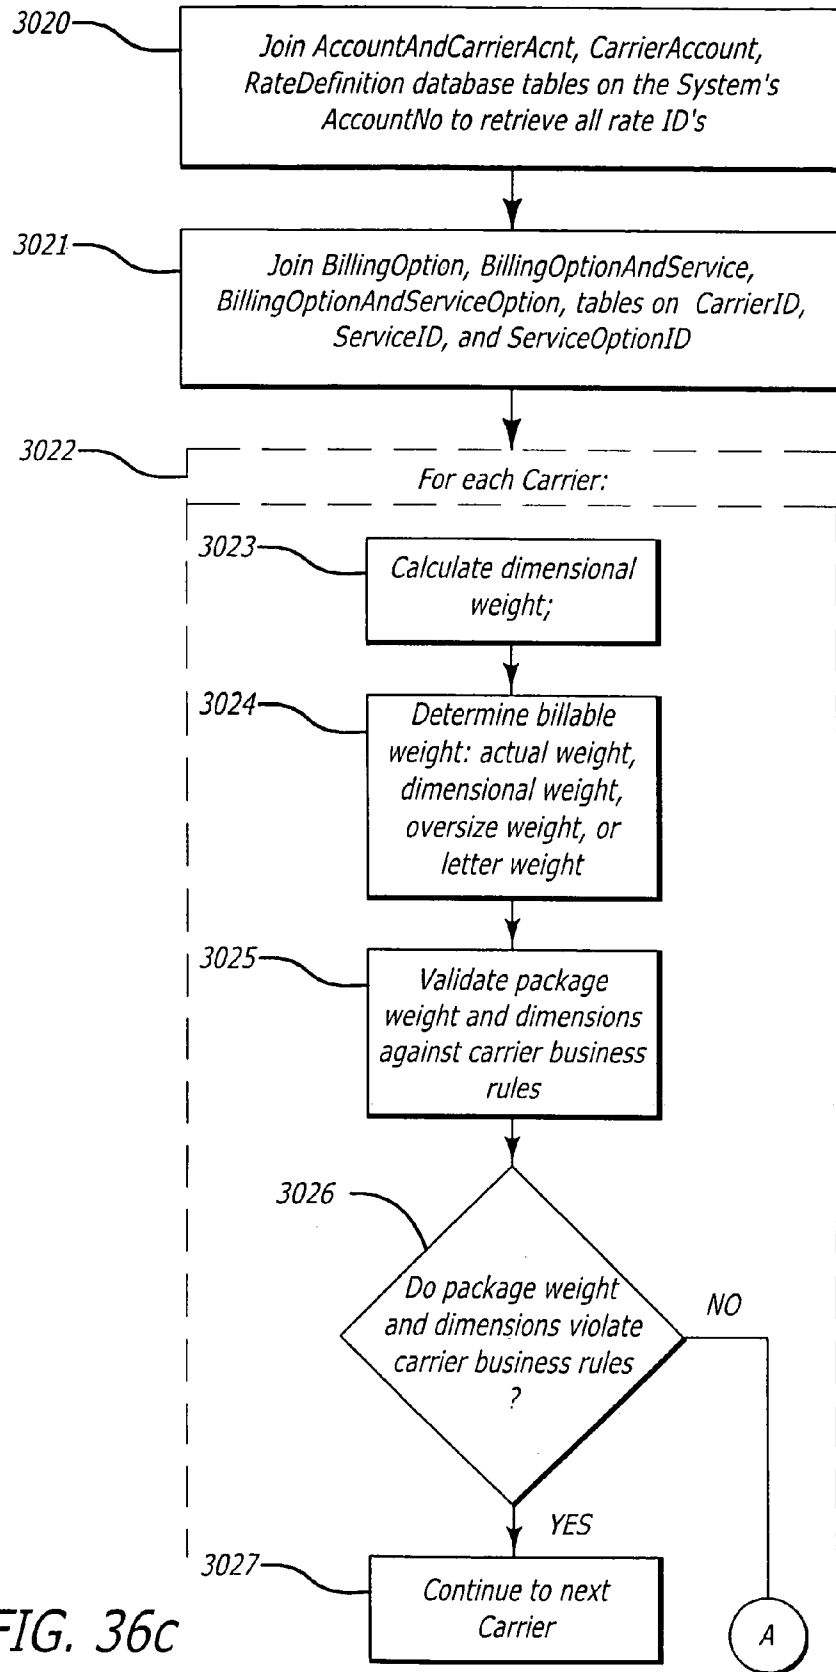 3020
Join AccountAndCarrierAcnt, CarrierAccount,
RateDefinition database tables on the System's
AccountNo to retrieve all rate ID's
3021
Join BillingOption, BillingOptionAndService,
BillingOptionAndServiceOption, tables on CarrierID,
ServiceID, and ServiceOptionID
3022
For each Carrier:
3023
Calculate dimensional
weight;
3024
Determine billable
weight: actual weight,
dimensional weight,
oversize weight, or
letter weight
3025
Validate package
weight and dimensions
against carrier business
rules
3026
Do package weight
and dimensions violate
carrier business rules
?
NO
YES
3027
Continue to next
Carrier
A
FIG. 36c